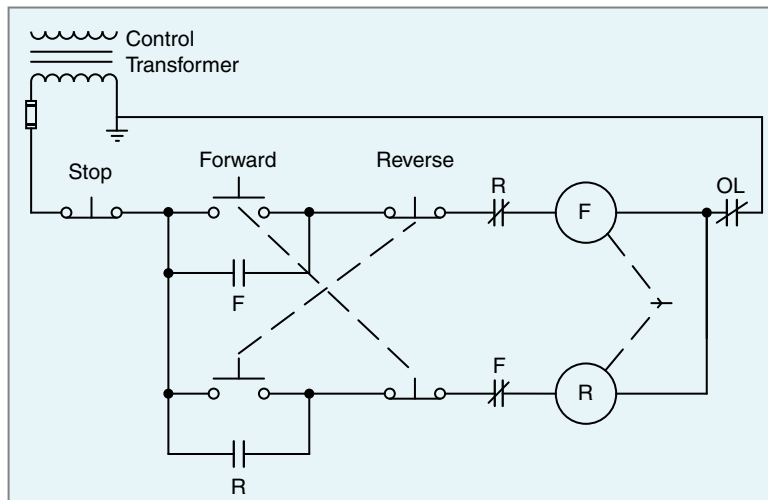 Control
Transformer
Stop
Forward
Reverse
R
F
OL
F
F
R
R